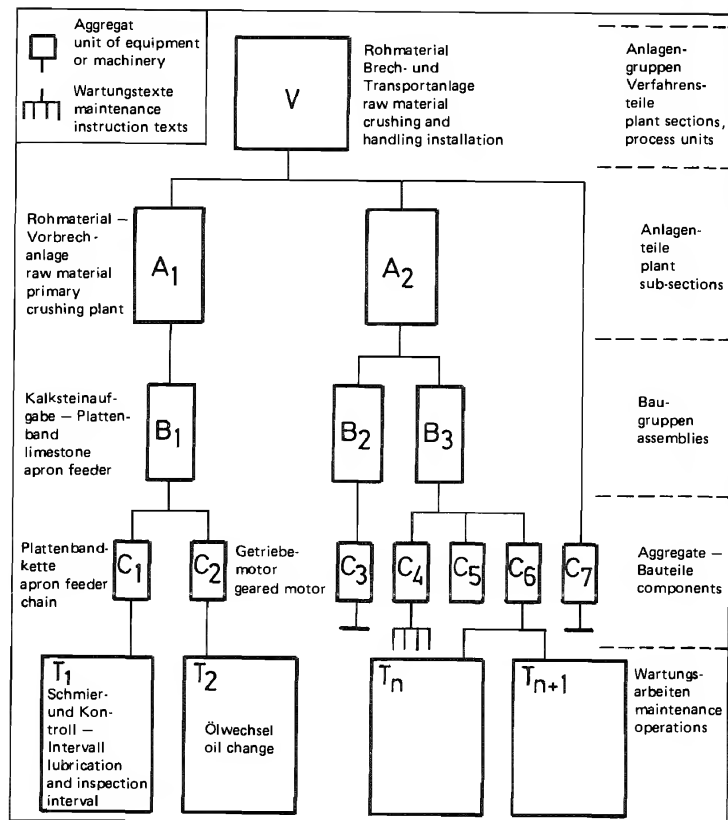 Aggregat
unit of equipment
or machinery
Wartungstexte
maintenance
instruction texts
V
Rohmaterial
Brech- und
Transportanlage
raw material
crushing and
handling installation
Anlagen-
gruppen
Verfahrens-
teile
plant sections,
process units
Rohmaterial —
Vorbrech-
anlage
raw material
primary
crushing plant
A1
A2
Anlagen-
teile
plant
sub-sections
Kalksteinauf-
gabe — Platten-
band
limestone
apron feeder
B1
B2
B3
Bau-
gruppen
assemblies
Plattenband-
kette
apron feeder
chain
C1
C2
Getriebe-
motor
geared motor
C3
C4
C5
C6
C7
Aggregate —
Bauteile
components
T1
Schmier-
und Kon-
troll —
Intervall
lubrication
and inspection
interval
T2
Ölwechsel
oil change
Tn
Tn+1
Wartungs-
arbeiten
maintenance
operations